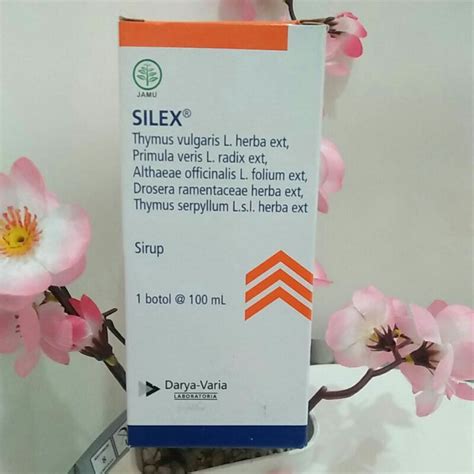 JAMU
SILEX®
Thymus vulgaris L. herba ext,
Primula veris L. radix ext,
Althaeae officinalis L. folium ext,
Drosera ramentaceae herba ext,
Thymus serpyllum L.s.l. herba ext
Sirup
1 botol @ 100 mL
Darya-Varia
LABORATORIA